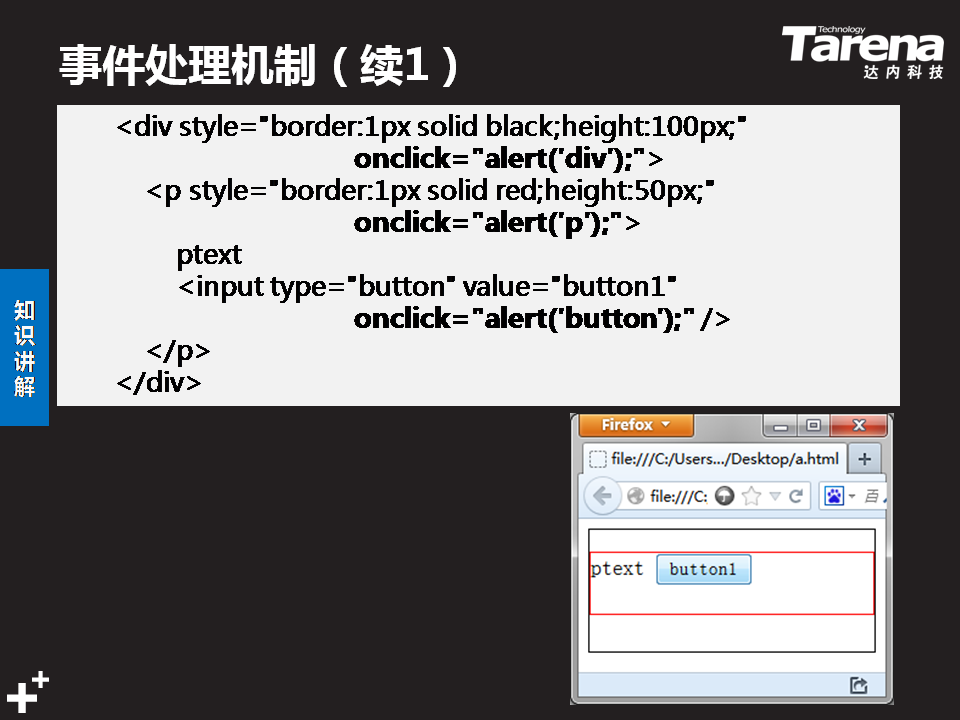 事件处理机制（续1）
Technology
Tarena
达内科技
<div style="border:1px solid black;height:100px;"
onclick="alert('div');">
<p style="border:1px solid red;height:50px;"
onclick="alert('p');">
ptext
<input type="button" value="button1"
onclick="alert('button');" />
</p>
</div>
知识讲解
Firefox
file:///C:/Users.../Desktop/a.html
file:///C:
百
ptext button1